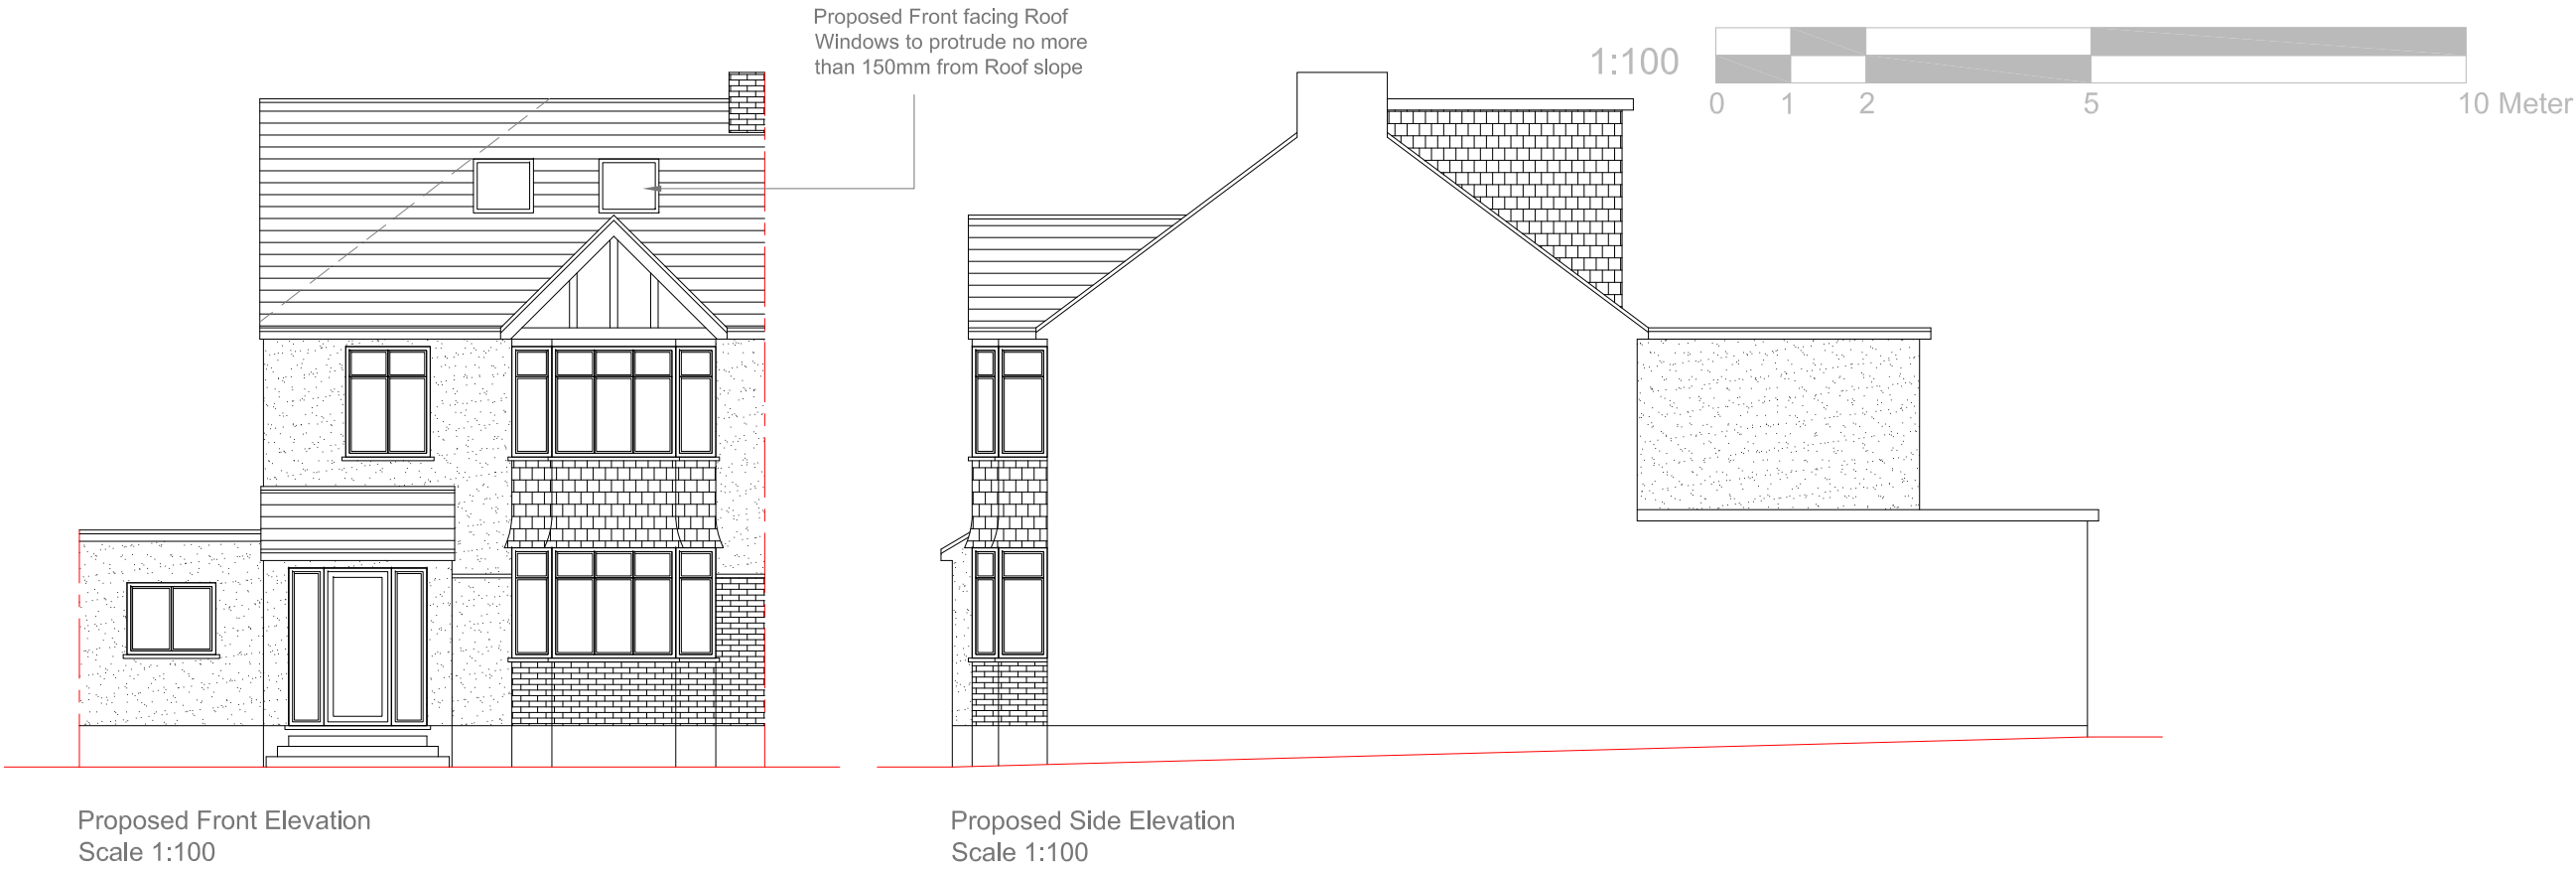 Proposed Front facing Roof
Windows to protrude no more
than 150mm from Roof slope
1:100
0 1 2 5 10 Meter
Proposed Front Elevation
Scale 1:100
Proposed Side Elevation
Scale 1:100